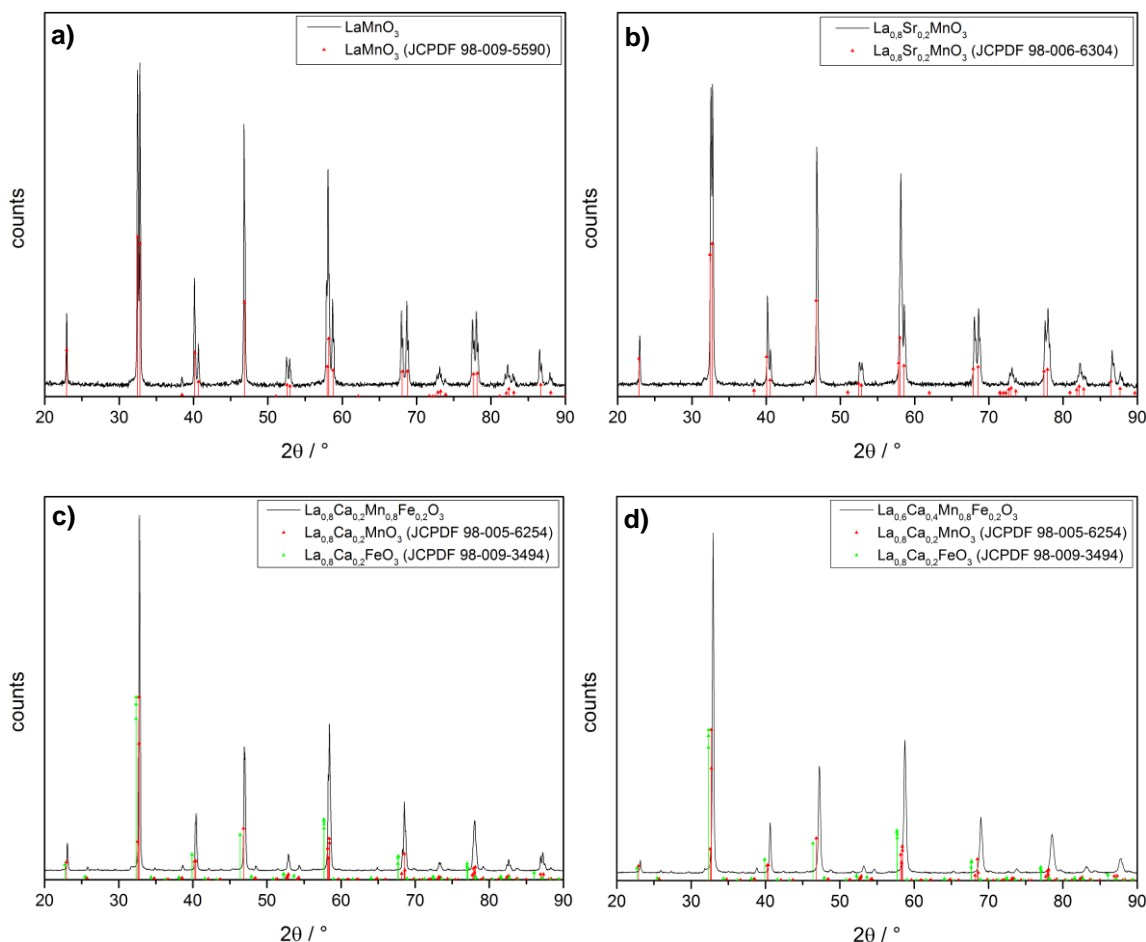 a)
LaMnO₃
LaMnO₃ (JCPDF 98-009-5590)
counts
20 30 40 50 60 70 80 90
2θ / °
b)
La₀,₈Sr₀,₂MnO₃
La₀,₈Sr₀,₂MnO₃ (JCPDF 98-006-6304)
counts
20 30 40 50 60 70 80 90
2θ / °
c)
La₀,₈Ca₀,₂Mn₀,₈Fe₀,₂O₃
La₀,₈Ca₀,₂MnO₃ (JCPDF 98-005-6254)
La₀,₈Ca₀,₂FeO₃ (JCPDF 98-009-3494)
counts
20 30 40 50 60 70 80 90
2θ / °
d)
La₀,₆Ca₀,₄Mn₀,₈Fe₀,₂O₃
La₀,₈Ca₀,₂MnO₃ (JCPDF 98-005-6254)
La₀,₈Ca₀,₂FeO₃ (JCPDF 98-009-3494)
counts
20 30 40 50 60 70 80 90
2θ / °